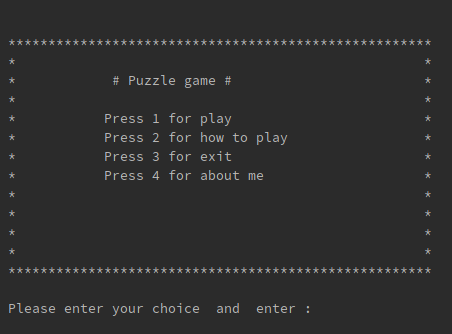 *****************************************************
* *
* # Puzzle game # *
* *
* Press 1 for play *
* Press 2 for how to play *
* Press 3 for exit *
* Press 4 for about me *
* *
* *
* *
* *
*****************************************************
Please enter your choice  and  enter :